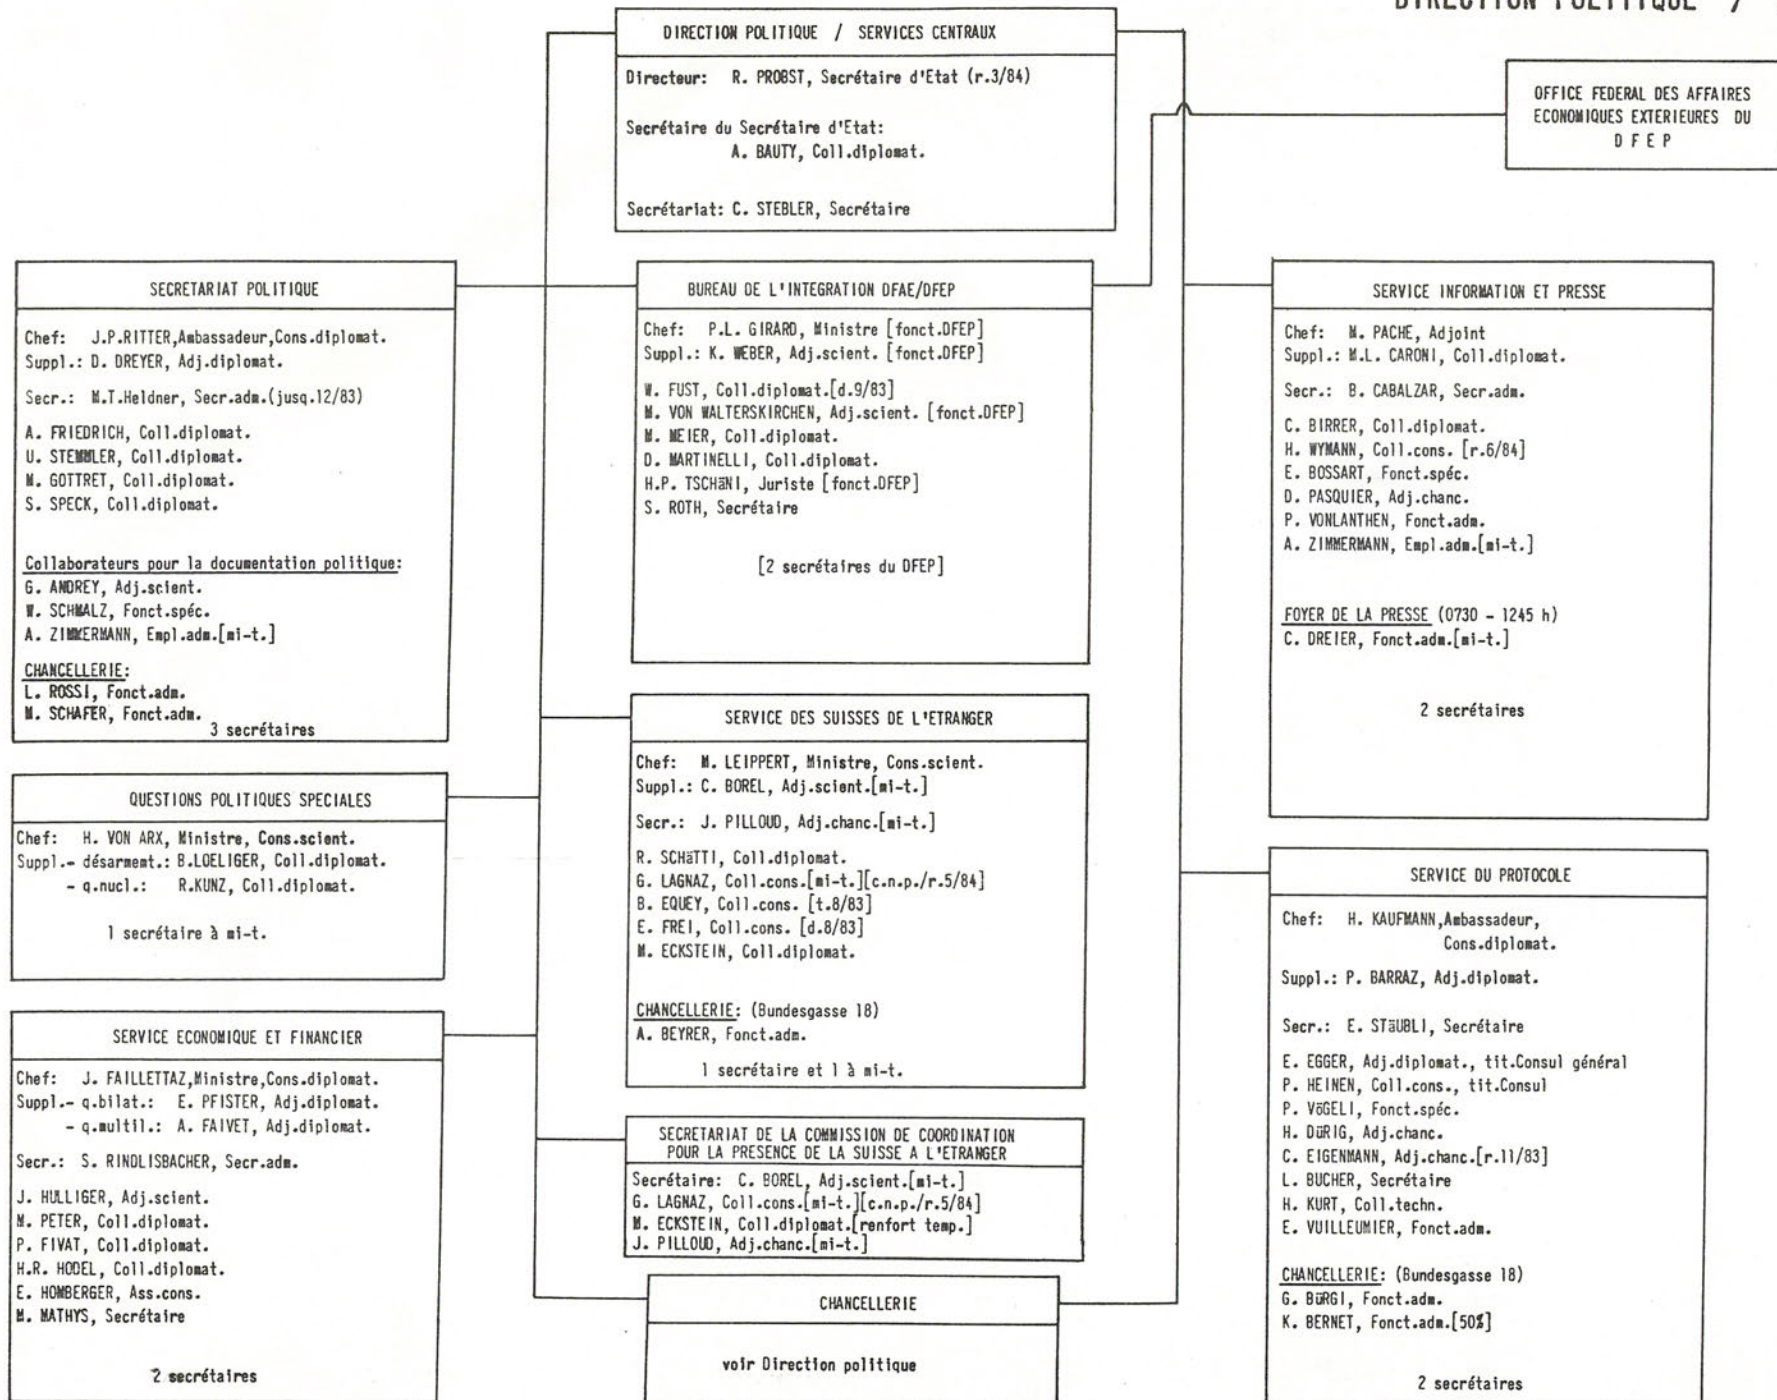 DIRECTION POLITIQUE /
DIRECTION POLITIQUE / SERVICES CENTRAUX
Directeur: R. PROBST, Secrétaire d'Etat (r.3/84)
Secrétaire du Secrétaire d'Etat:
A. BAUTY, Coll.diplomat.
Secrétariat: C. STEBLER, Secrétaire
OFFICE FEDERAL DES AFFAIRES
ECONOMIQUES EXTERIEURES DU
D F E P
SECRETARIAT POLITIQUE
Chef: J.P.RITTER,Ambassadeur,Cons.diplomat.
Suppl.: D. DREYER, Adj.diplomat.
Secr.: M.T.Heldner, Secr.adm.(jusq.12/83)
A. FRIEDRICH, Coll.diplomat.
U. STEMMLER, Coll.diplomat.
M. GOTTRET, Coll.diplomat.
S. SPECK, Coll.diplomat.
Collaborateurs pour la documentation politique:
G. ANDREY, Adj.scient.
W. SCHMALZ, Fonct.spéc.
A. ZIMMERMANN, Empl.adm.[mi-t.]
CHANCELLERIE:
L. ROSSI, Fonct.adm.
M. SCHAFER, Fonct.adm.
3 secrétaires
BUREAU DE L'INTEGRATION DFAE/DFEP
Chef: P.L. GIRARD, Ministre [fonct.DFEP]
Suppl.: K. WEBER, Adj.scient. [fonct.DFEP]
W. FUST, Coll.diplomat.[d.9/83]
M. VON WALTERSKIRCHEN, Adj.scient. [fonct.DFEP]
M. MEIER, Coll.diplomat.
D. MARTINELLI, Coll.diplomat.
H.P. TSCHäNI, Juriste [fonct.DFEP]
S. ROTH, Secrétaire
[2 secrétaires du DFEP]
SERVICE INFORMATION ET PRESSE
Chef: M. PACHE, Adjoint
Suppl.: M.L. CARONI, Coll.diplomat.
Secr.: B. CABALZAR, Secr.adm.
C. BIRRER, Coll.diplomat.
H. WYMANN, Coll.cons. [r.6/84]
E. BOSSART, Fonct.spéc.
D. PASQUIER, Adj.chanc.
P. VONLANTHEN, Fonct.adm.
A. ZIMMERMANN, Empl.adm.[mi-t.]
FOYER DE LA PRESSE (0730 - 1245 h)
C. DREIER, Fonct.adm.[mi-t.]
2 secrétaires
QUESTIONS POLITIQUES SPECIALES
Chef: H. VON ARX, Ministre, Cons.scient.
Suppl.- désarment.: B.LOELIGER, Coll.diplomat.
- q.nucl.: R.KUNZ, Coll.diplomat.
1 secrétaire à mi-t.
SERVICE DES SUISSES DE L'ETRANGER
Chef: M. LEIPPERT, Ministre, Cons.scient.
Suppl.: C. BOREL, Adj.scient.[mi-t.]
Secr.: J. PILLOUD, Adj.chanc.[mi-t.]
R. SCHäTTI, Coll.diplomat.
G. LAGNAZ, Coll.cons.[mi-t.][c.n.p./r.5/84]
B. EQUEY, Coll.cons. [t.8/83]
E. FREI, Coll.cons. [d.8/83]
M. ECKSTEIN, Coll.diplomat.
CHANCELLERIE: (Bundesgasse 18)
A. BEYRER, Fonct.adm.
1 secrétaire et 1 à mi-t.
SERVICE DU PROTOCOLE
Chef: H. KAUFMANN,Ambassadeur,
Cons.diplomat.
Suppl.: P. BARRAZ, Adj.diplomat.
Secr.: E. STäUBLI, Secrétaire
E. EGGER, Adj.diplomat., tit.Consul général
P. HEINEN, Coll.cons., tit.Consul
P. VöGELI, Fonct.spéc.
H. DüRIG, Adj.chanc.
C. EIGENMANN, Adj.chanc.[r.11/83]
L. BUCHER, Secrétaire
H. KURT, Coll.techn.
E. VUILLEUMIER, Fonct.adm.
CHANCELLERIE: (Bundesgasse 18)
G. BüRGI, Fonct.adm.
K. BERNET, Fonct.adm.[50%]
2 secrétaires
SERVICE ECONOMIQUE ET FINANCIER
Chef: J. FAILLETTAZ,Ministre,Cons.diplomat.
Suppl.- q.bilat.: E. PFISTER, Adj.diplomat.
- q.multil.: A. FAIVET, Adj.diplomat.
Secr.: S. RINDLISBACHER, Secr.adm.
J. HULLIGER, Adj.scient.
M. PETER, Coll.diplomat.
P. FIVAT, Coll.diplomat.
H.R. HODEL, Coll.diplomat.
E. HOMBERGER, Ass.cons.
M. MATHYS, Secrétaire
2 secrétaires
SECRETARIAT DE LA COMMISSION DE COORDINATION
POUR LA PRESENCE DE LA SUISSE A L'ETRANGER
Secrétaire: C. BOREL, Adj.scient.[mi-t.]
G. LAGNAZ, Coll.cons.[mi-t.][c.n.p./r.5/84]
M. ECKSTEIN, Coll.diplomat.[renfort temp.]
J. PILLOUD, Adj.chanc.[mi-t.]
CHANCELLERIE
voir Direction politique